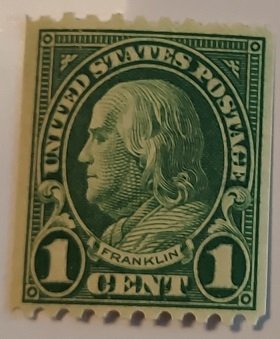 UNITED STATES POSTAGE
FRANKLIN
1 CENT 1